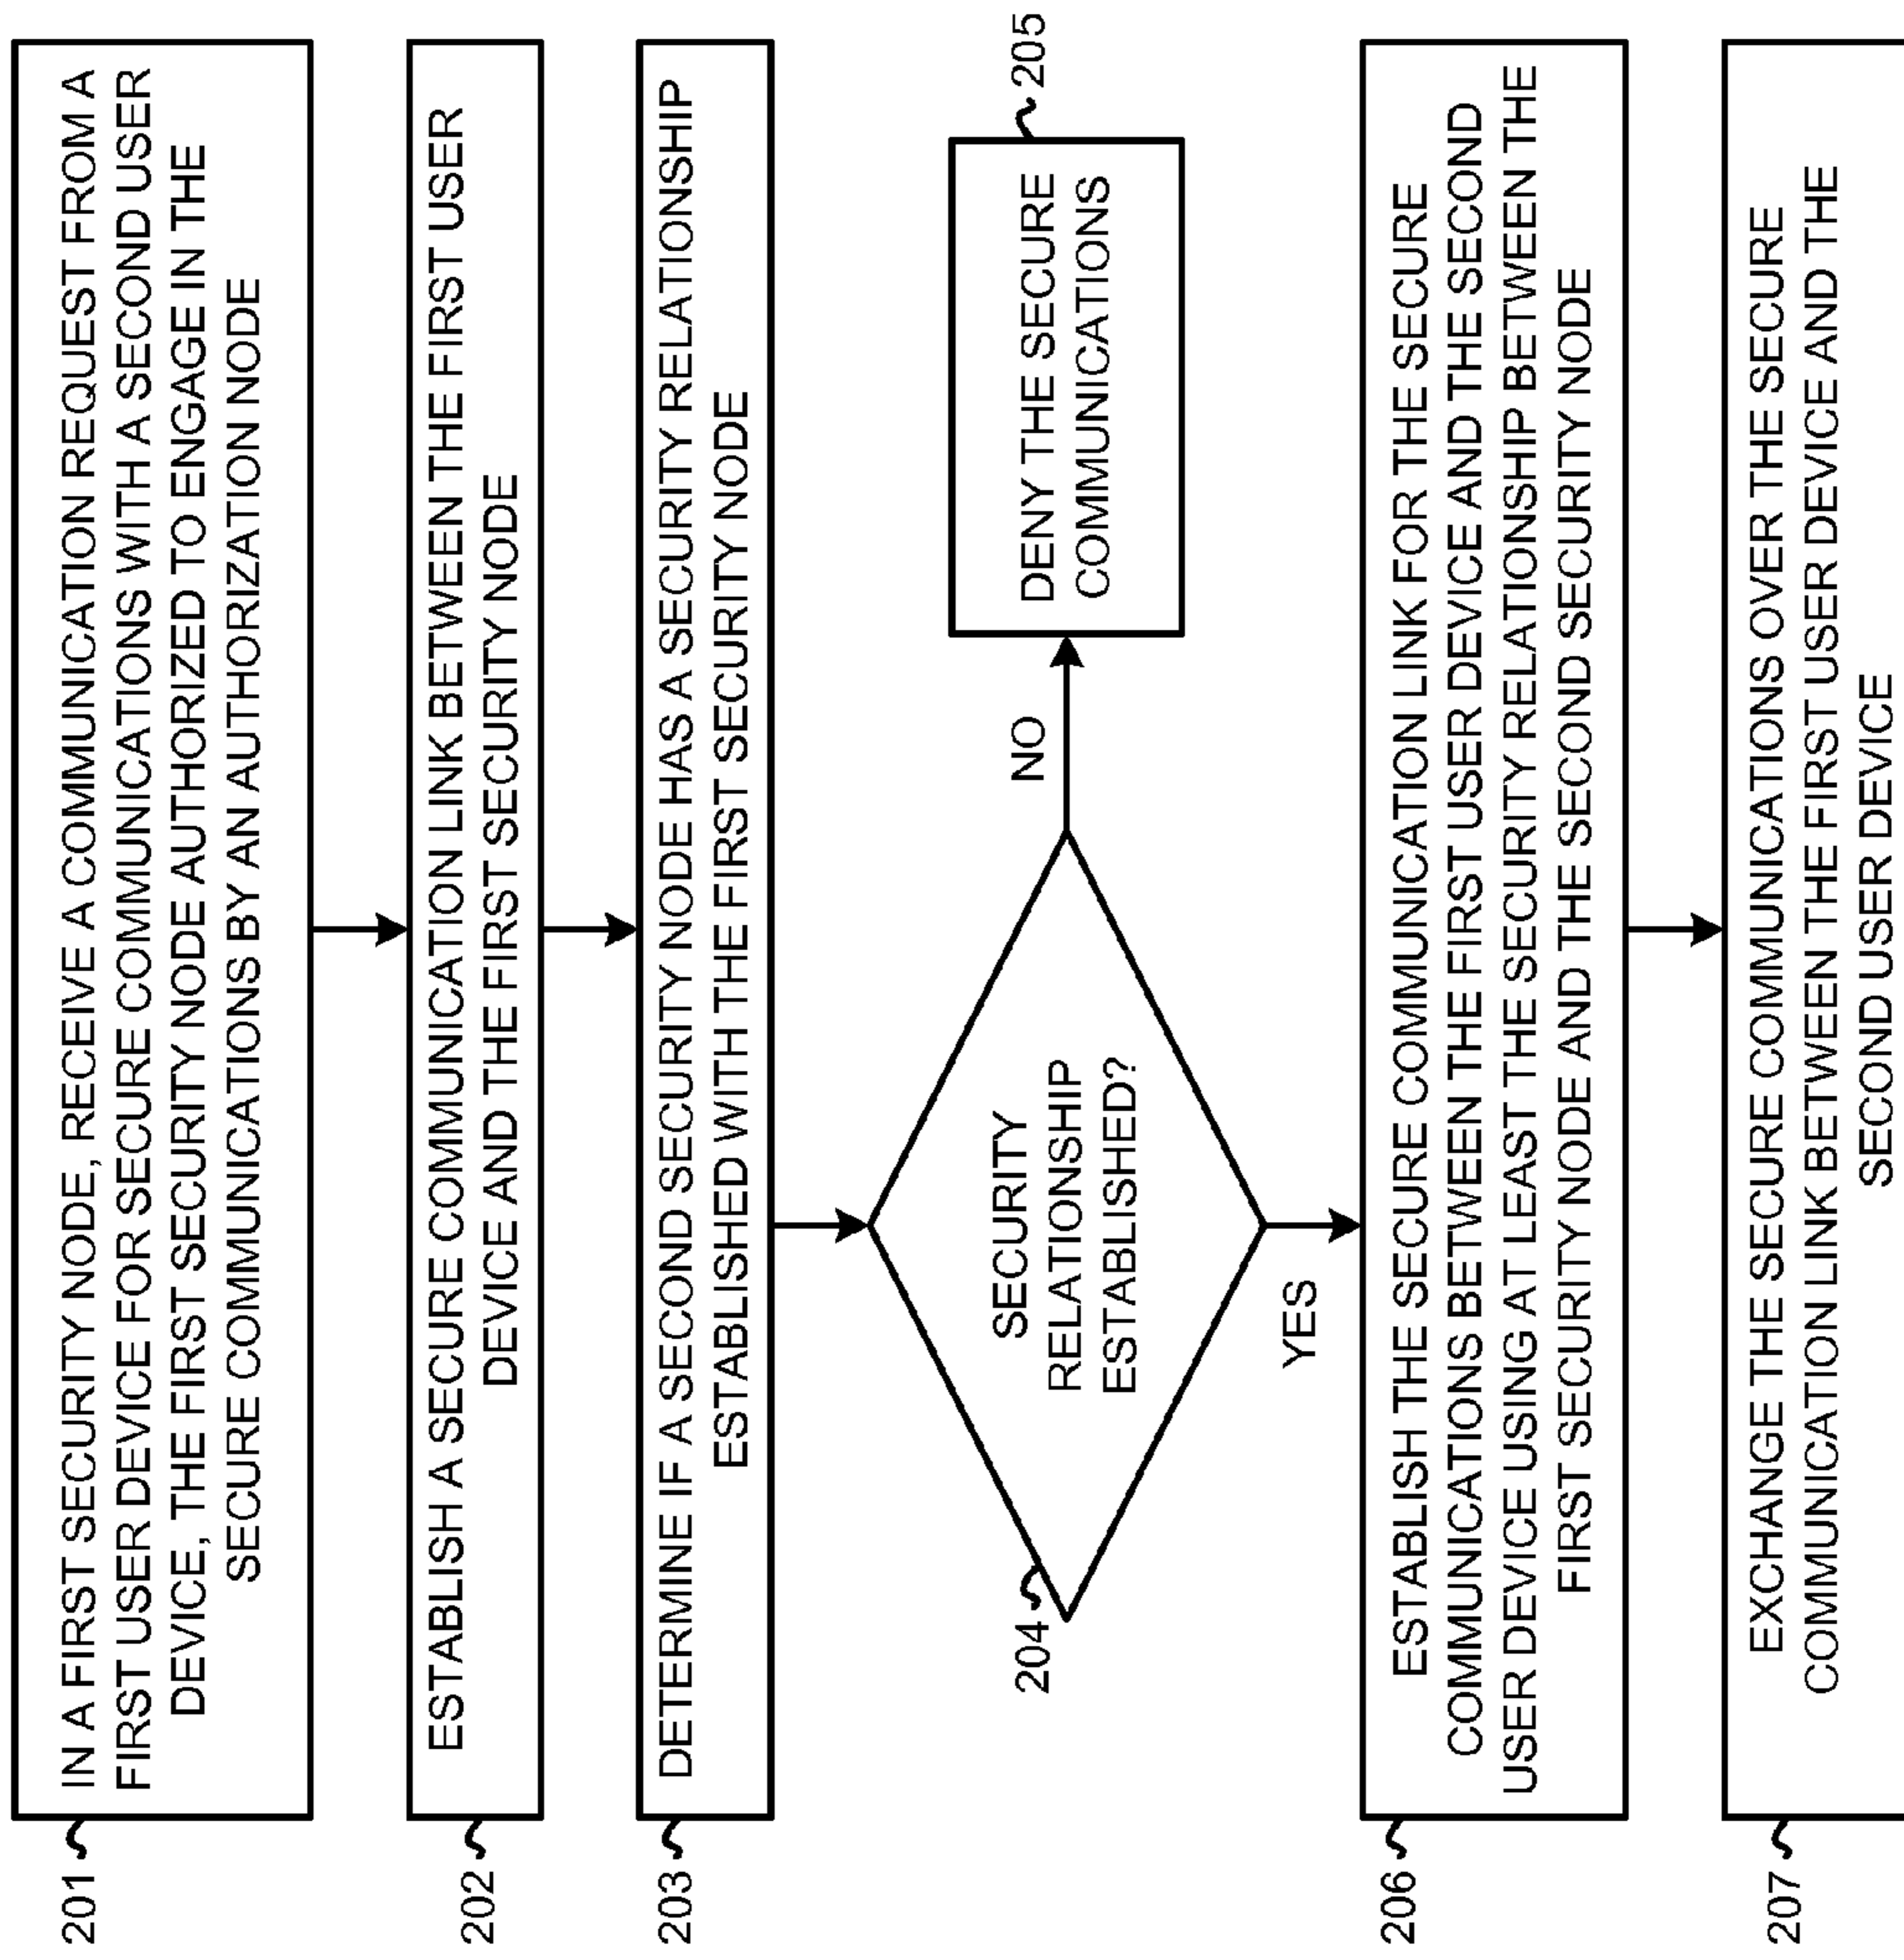 201
IN A FIRST SECURITY NODE, RECEIVE A COMMUNICATION REQUEST FROM A
FIRST USER DEVICE FOR SECURE COMMUNICATIONS WITH A SECOND USER
DEVICE, THE FIRST SECURITY NODE AUTHORIZED TO ENGAGE IN THE
SECURE COMMUNICATIONS BY AN AUTHORIZATION NODE
202
ESTABLISH A SECURE COMMUNICATION LINK BETWEEN THE FIRST USER
DEVICE AND THE FIRST SECURITY NODE
203
DETERMINE IF A SECOND SECURITY NODE HAS A SECURITY RELATIONSHIP
ESTABLISHED WITH THE FIRST SECURITY NODE
204
SECURITY
RELATIONSHIP
ESTABLISHED?
NO
205
DENY THE SECURE
COMMUNICATIONS
YES
206
ESTABLISH THE SECURE COMMUNICATION LINK FOR THE SECURE
COMMUNICATIONS BETWEEN THE FIRST USER DEVICE AND THE SECOND
USER DEVICE USING AT LEAST THE SECURITY RELATIONSHIP BETWEEN THE
FIRST SECURITY NODE AND THE SECOND SECURITY NODE
207
EXCHANGE THE SECURE COMMUNICATIONS OVER THE SECURE
COMMUNICATION LINK BETWEEN THE FIRST USER DEVICE AND THE
SECOND USER DEVICE